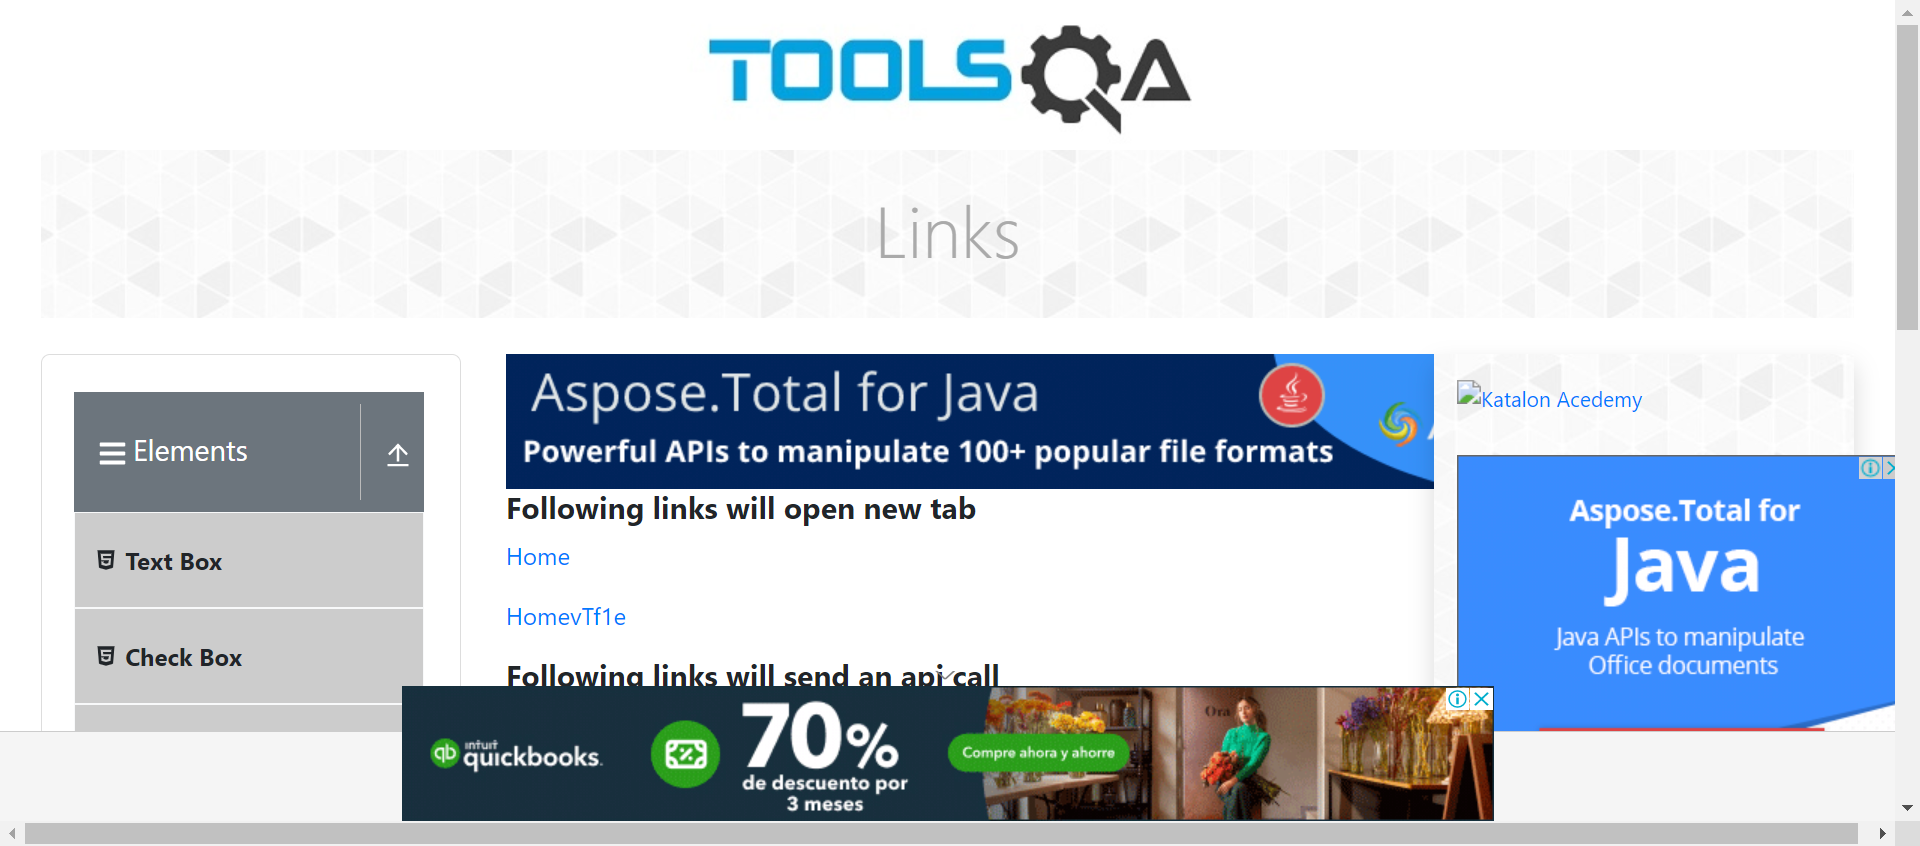 TOOLSQA
Links
Elements
Text Box
Check Box
Aspose.Total for Java
Powerful APIs to manipulate 100+ popular file formats
Following links will open new tab
Home
HomevTf1e
Following links will send an api call
Katalon Acedemy
Aspose.Total for
Java
Java APIs to manipulate
Office documents
qb intuit
quickbooks.
70%
de descuento por
3 meses
Compre ahora y ahorre
Ora